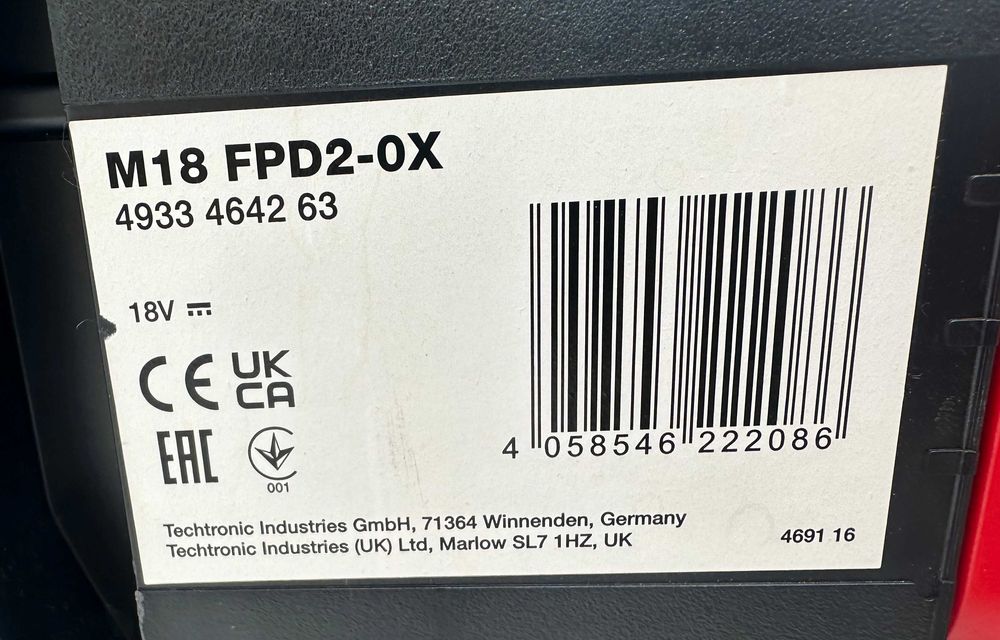 M18 FPD2-0X
4933 4642 63
18V
CE UK CA
EAC
001
4 058546 222086
Techtronic Industries GmbH, 71364 Winnenden, Germany
Techtronic Industries (UK) Ltd, Marlow SL7 1HZ, UK
4691 16